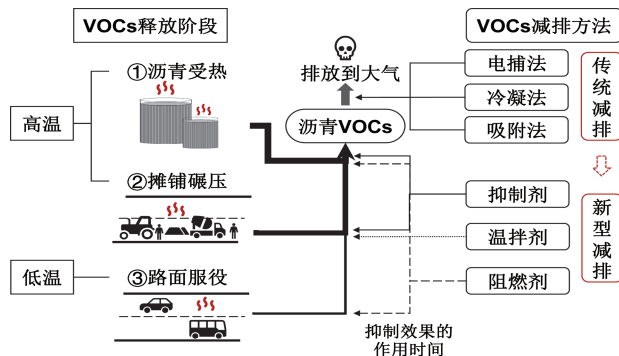 VOCs释放阶段
VOCs减排方法
①沥青受热
高温
②摊铺碾压
低温
③路面服役
排放到大气
沥青VOCs
电捕法
冷凝法
吸附法
传统减排
抑制剂
温拌剂
阻燃剂
新型减排
抑制效果的
作用时间